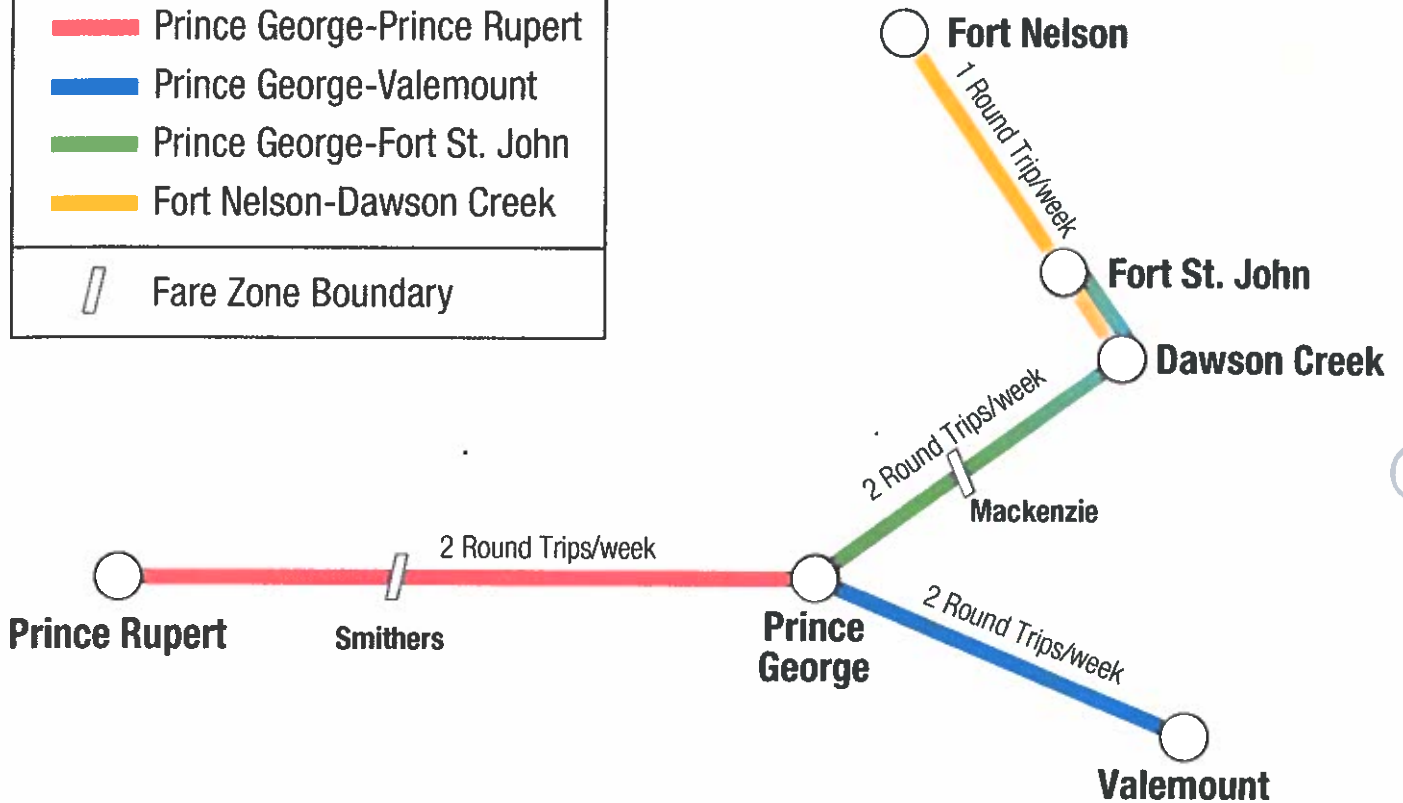 Prince George-Prince Rupert
Prince George-Valemount
Prince George-Fort St. John
Fort Nelson-Dawson Creek
Fare Zone Boundary
Fort Nelson
1 Round Trip/week
Fort St. John
Dawson Creek
2 Round Trips/week
Mackenzie
2 Round Trips/week
Prince Rupert
Smithers
Prince
George
2 Round Trips/week
Valemount